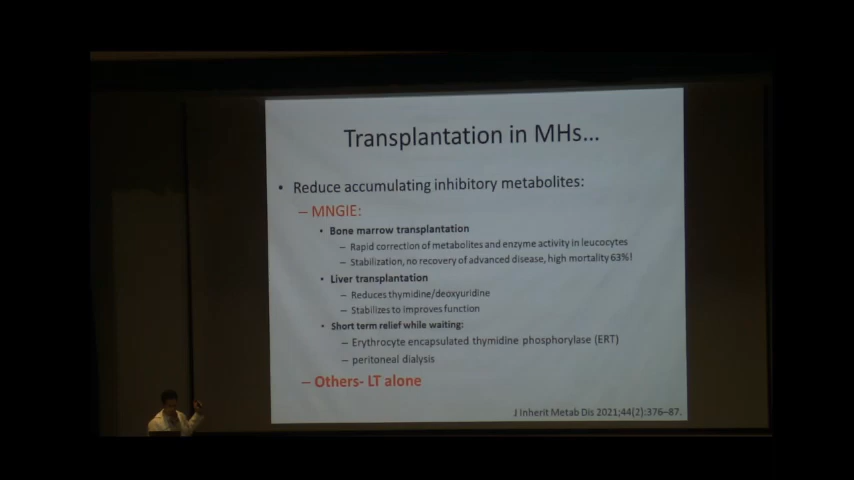 Transplantation in MHs...
• Reduce accumulating inhibitory metabolites:
– MNGIE:
• Bone marrow transplantation
– Rapid correction of metabolites and enzyme activity in leucocytes
– Stabilization, no recovery of advanced disease, high mortality 63%!
• Liver transplantation
– Reduces thymidine/deoxyuridine
– Stabilizes to improves function
• Short term relief while waiting:
– Erythrocyte encapsulated thymidine phosphorylase (ERT)
– peritoneal dialysis
– Others- LT alone
J Inherit Metab Dis 2021;44(2):376–87.